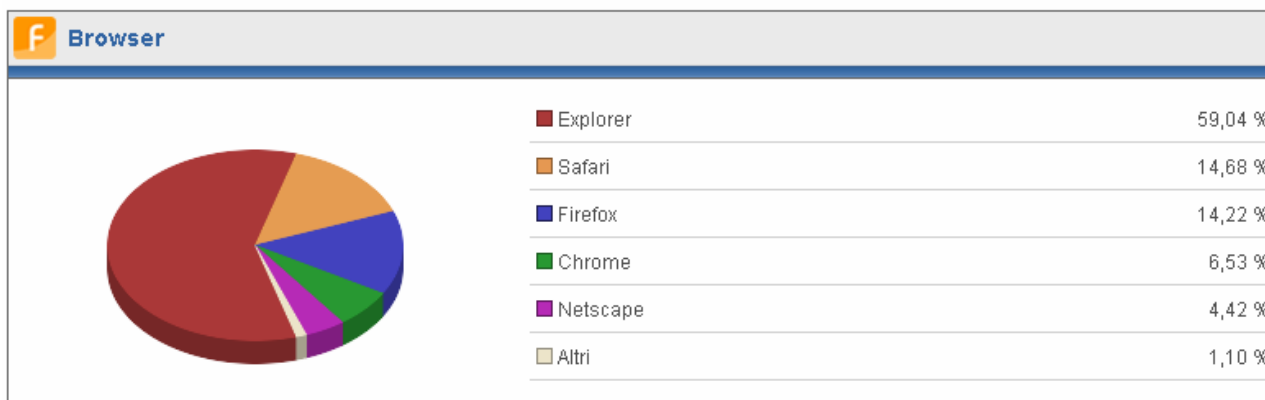 F Browser
Explorer 59,04 %
Safari 14,68 %
Firefox 14,22 %
Chrome 6,53 %
Netscape 4,42 %
Altri 1,10 %